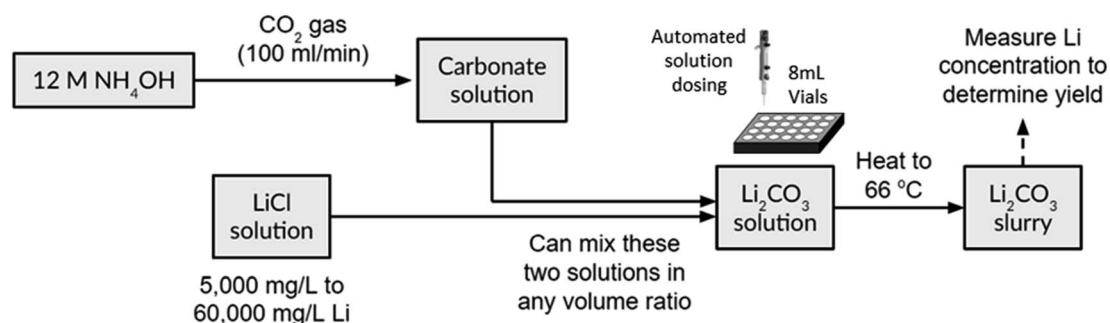 CO₂ gas
(100 ml/min)
12 M NH₄OH
Carbonate
solution
Automated
solution
dosing
8mL
Vials
Measure Li
concentration to
determine yield
LiCl
solution
5,000 mg/L to
60,000 mg/L Li
Can mix these
two solutions in
any volume ratio
Li₂CO₃
solution
Heat to
66 °C
Li₂CO₃
slurry